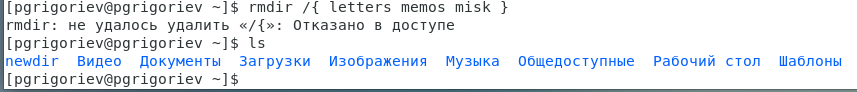 [pgrigoriev@pgrigoriev ~]$ rmdir /{ letters memos misk }
rmdir: не удалось удалить «/{»: Отказано в доступе
[pgrigoriev@pgrigoriev ~]$ ls
newdir Видео Документы Загрузки Изображения Музыка Общедоступные Рабочий стол Шаблоны
[pgrigoriev@pgrigoriev ~]$